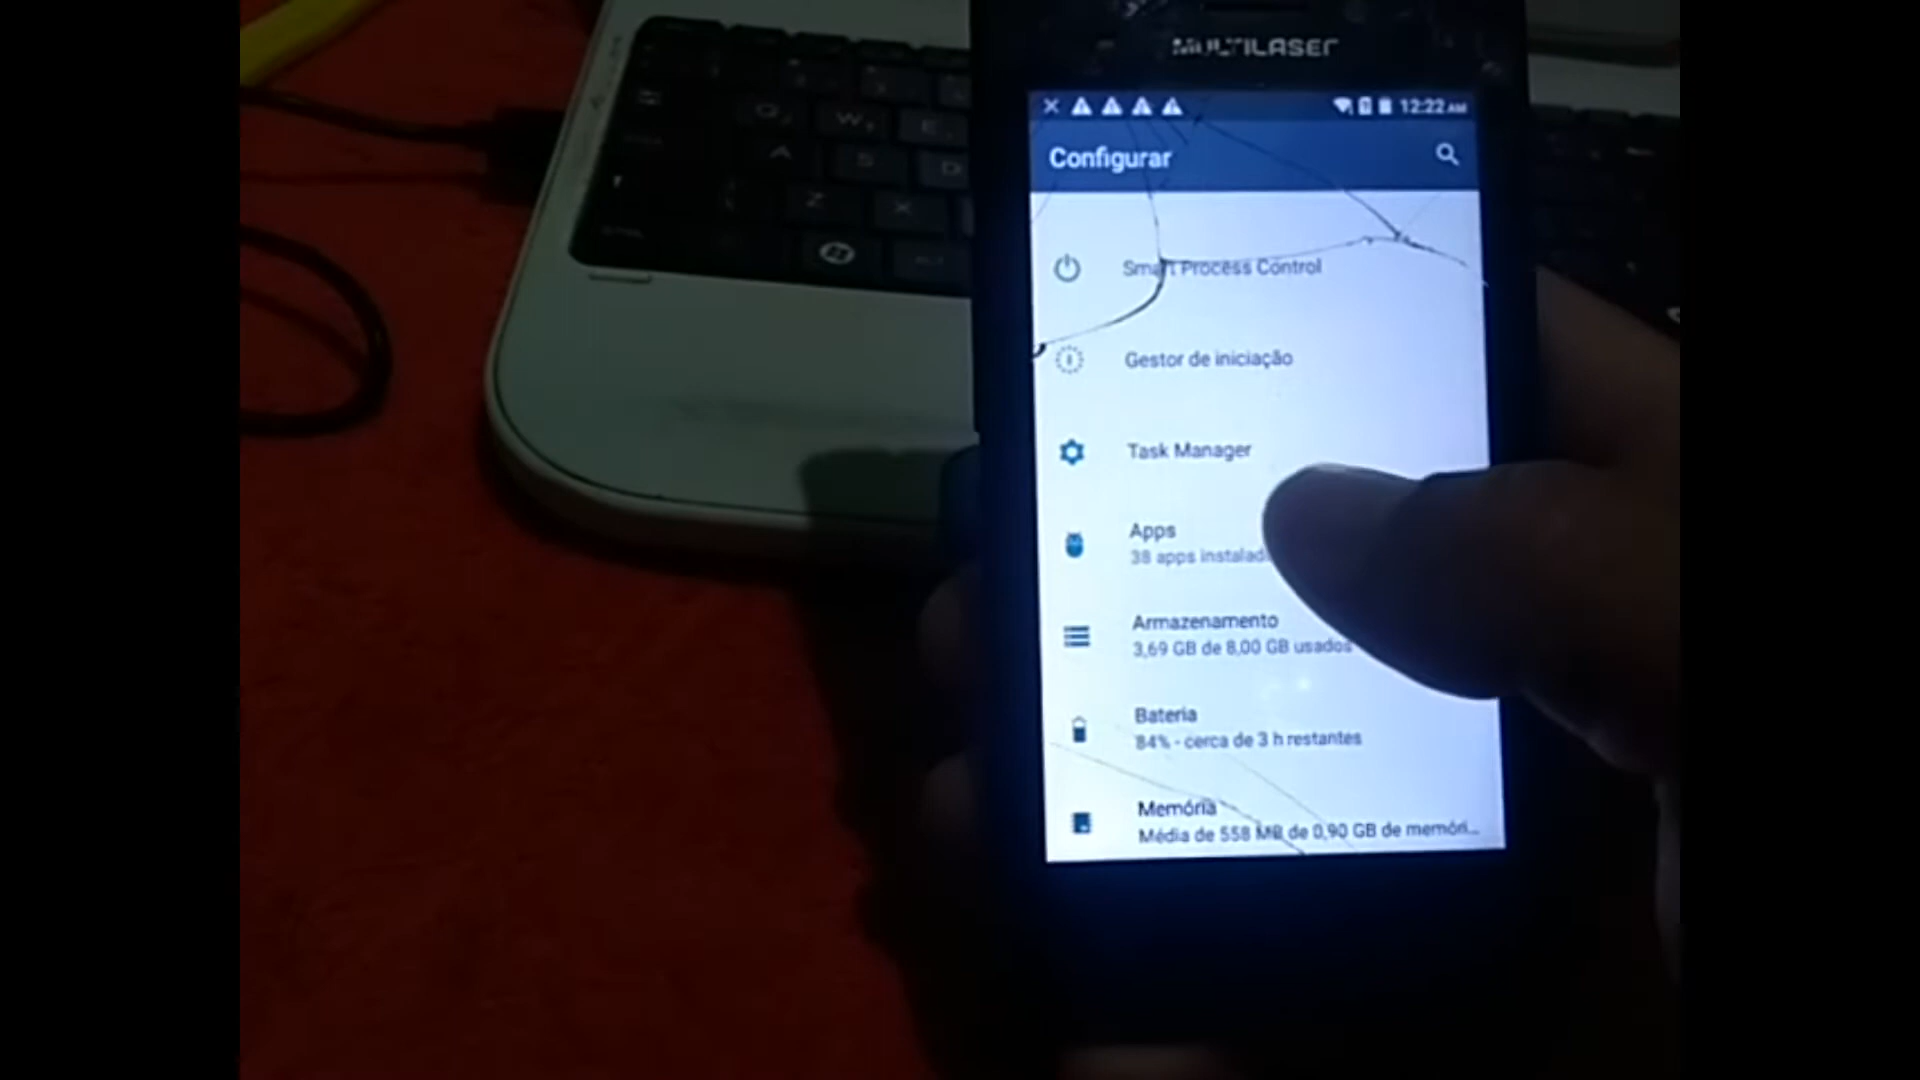 MULTILASER
12:22 AM
Configurar
Smart Process Control
Gestor de iniciação
Task Manager
Apps
38 apps instalad
Armazenamento
3,69 GB de 8,00 GB usados
Bateria
84% - cerca de 3 h restantes
Memória
Média de 558 MB de 0,90 GB de memóri...
Q W E
A S D
Z X